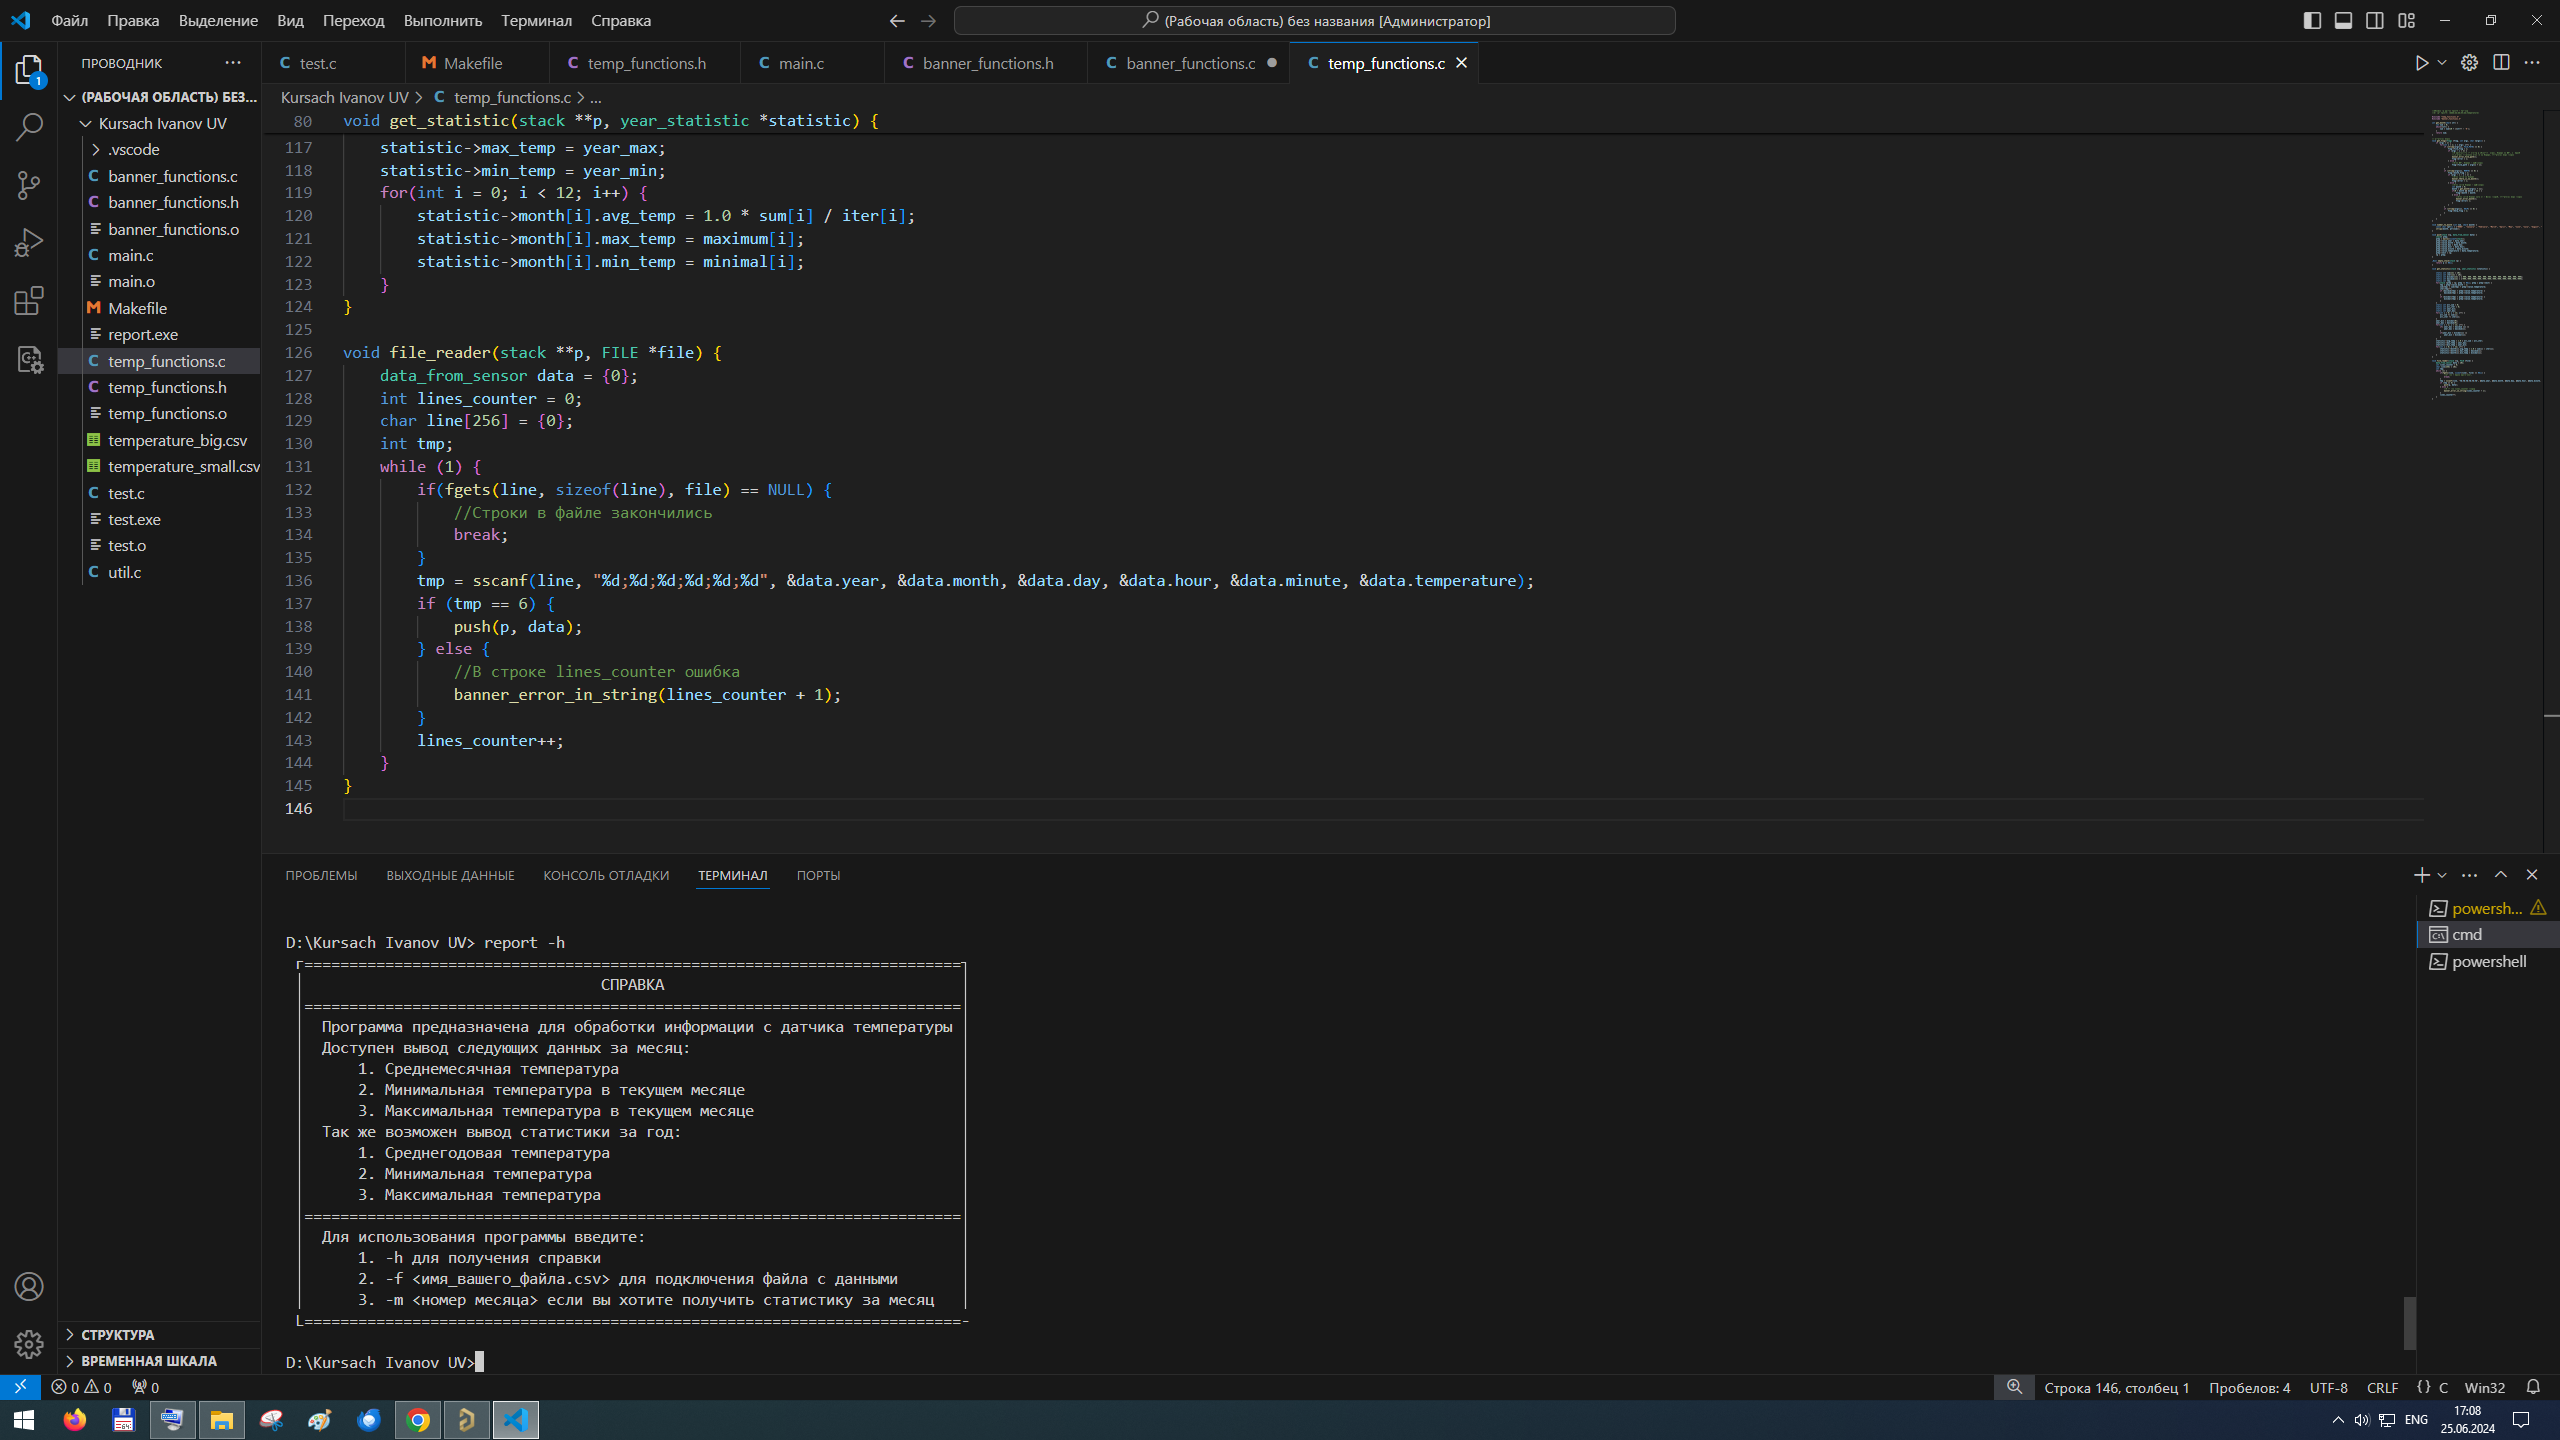 Файл Правка Выделение Вид Переход Выполнить Терминал Справка
(Рабочая область) без названия [Администратор]
ПРОВОДНИК
(РАБОЧАЯ ОБЛАСТЬ) БЕЗ...
Kursach Ivanov UV
.vscode
banner_functions.c
banner_functions.h
banner_functions.o
main.c
main.o
Makefile
report.exe
temp_functions.c
temp_functions.h
temp_functions.o
temperature_big.csv
temperature_small.csv
test.c
test.exe
test.o
util.c
СТРУКТУРА
ВРЕМЕННАЯ ШКАЛА
test.c Makefile temp_functions.h main.c banner_functions.h banner_functions.c temp_functions.c
Kursach Ivanov UV > C temp_functions.c > ...
80 void get_statistic(stack **p, year_statistic *statistic) {
117 statistic->max_temp = year_max;
118 statistic->min_temp = year_min;
119 for(int i = 0; i < 12; i++) {
120 statistic->month[i].avg_temp = 1.0 * sum[i] / iter[i];
121 statistic->month[i].max_temp = maximum[i];
122 statistic->month[i].min_temp = minimal[i];
123 }
124 }
125
126 void file_reader(stack **p, FILE *file) {
127 data_from_sensor data = {0};
128 int lines_counter = 0;
129 char line[256] = {0};
130 int tmp;
131 while (1) {
132 if(fgets(line, sizeof(line), file) == NULL) {
133 //Строки в файле закончились
134 break;
135 }
136 tmp = sscanf(line, "%d;%d;%d;%d;%d;%d", &data.year, &data.month, &data.day, &data.hour, &data.minute, &data.temperature);
137 if (tmp == 6) {
138 push(p, data);
139 } else {
140 //В строке lines_counter ошибка
141 banner_error_in_string(lines_counter + 1);
142 }
143 lines_counter++;
144 }
145 }
146
ПРОБЛЕМЫ ВЫХОДНЫЕ ДАННЫЕ КОНСОЛЬ ОТЛАДКИ ТЕРМИНАЛ ПОРТЫ
powersh...
cmd
powershell
D:\Kursach Ivanov UV> report -h
СПРАВКА
Программа предназначена для обработки информации с датчика температуры
Доступен вывод следующих данных за месяц:
1. Среднемесячная температура
2. Минимальная температура в текущем месяце
3. Максимальная температура в текущем месяце
Так же возможен вывод статистики за год:
1. Среднегодовая температура
2. Минимальная температура
3. Максимальная температура
Для использования программы введите:
1. -h для получения справки
2. -f <имя_вашего_файла.csv> для подключения файла с данными
3. -m <номер месяца> если вы хотите получить статистику за месяц
D:\Kursach Ivanov UV>
0 0 0 Строка 146, столбец 1 Пробелов: 4 UTF-8 CRLF {} C Win32
ENG 17:08
25.06.2024